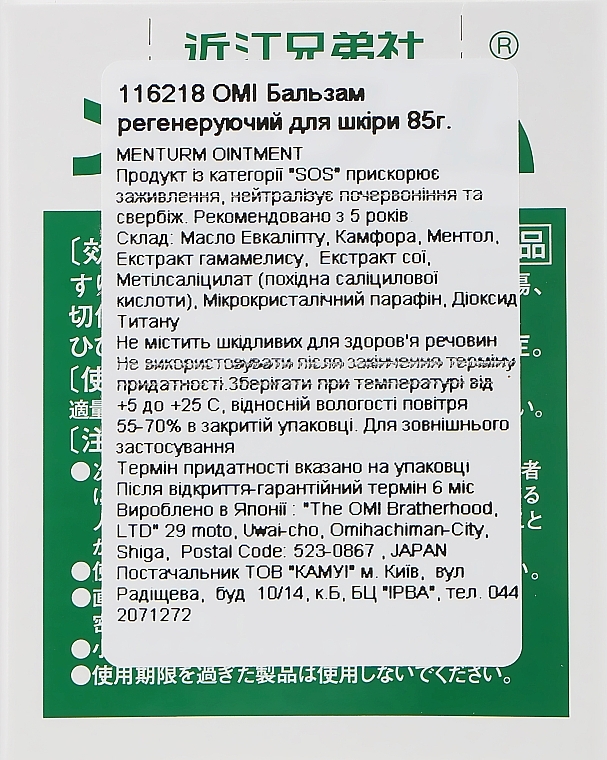 近江兄弟社 ®
116218 OMI Бальзам
регенеруючий для шкіри 85г.
MENTURM OINTMENT
Продукт із категорії "SOS" прискорює
заживлення, нейтралізує почервоніння та
свербіж. Рекомендовано з 5 років
Склад: Масло Евкаліпту, Камфора, Ментол,
Екстракт гамамелису, Екстракт сої,
Метілсаліцилат (похідна саліцилової
кислоти), Мікрокристалічний парафін, Діоксид
Титану
Не містить шкідливих для здоров'я речовин
Не використовувати після закінчення терміну
придатності.Зберігати при температурі від
+5 до +25 С, відносній вологості повітря
55-70% в закритій упаковці. Для зовнішнього
застосування
Термін придатності вказано на упаковці
Після відкриття-гарантійний термін 6 міс
Вироблено в Японії : "The OMI Bratherhood,
LTD" 29 moto, Uwai-cho, Omihachiman-City,
Shiga, Postal Code: 523-0867 , JAPAN
Постачальник ТОВ "КАМУІ" м. Київ, вул
Радіщева, буд 10/14, к.Б, БЦ "ІРВА", тел. 044
2071272
●使用期限を過ぎた製品は使用しないでください。